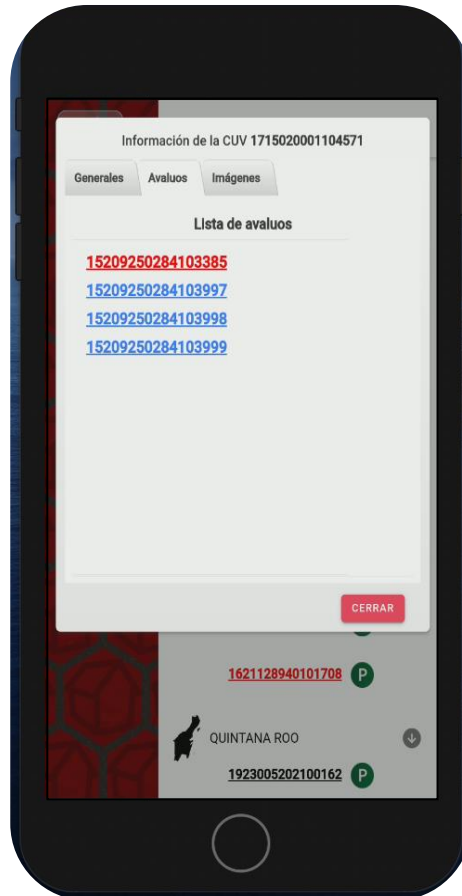 Información de la CUV 1715020001104571
Generales Avaluos Imágenes
Lista de avaluos
15209250284103385
15209250284103997
15209250284103998
15209250284103999
CERRAR
1621128940101708 P
QUINTANA ROO
1923005202100162 P